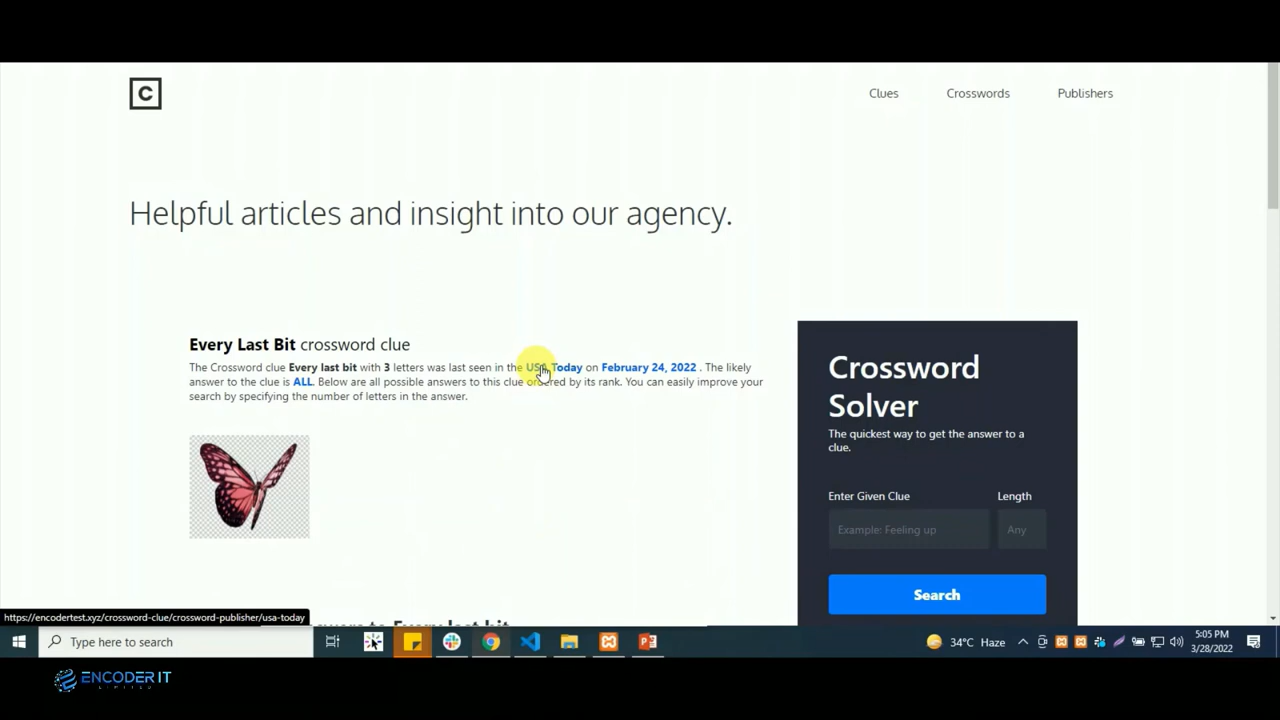 C
Clues Crosswords Publishers
Helpful articles and insight into our agency.
Every Last Bit crossword clue
The Crossword clue Every last bit with 3 letters was last seen in the USA Today on February 24, 2022 . The likely
answer to the clue is ALL. Below are all possible answers to this clue ordered by its rank. You can easily improve your
search by specifying the number of letters in the answer.
Crossword
Solver
The quickest way to get the answer to a
clue.
Enter Given Clue Length
Example: Feeling up Any
Search
https://encodertest.xyz/crossword-clue/crossword-publisher/usa-today
Type here to search
34°C Haze
5:05 PM
3/28/2022
ENCODER IT
LIMITED